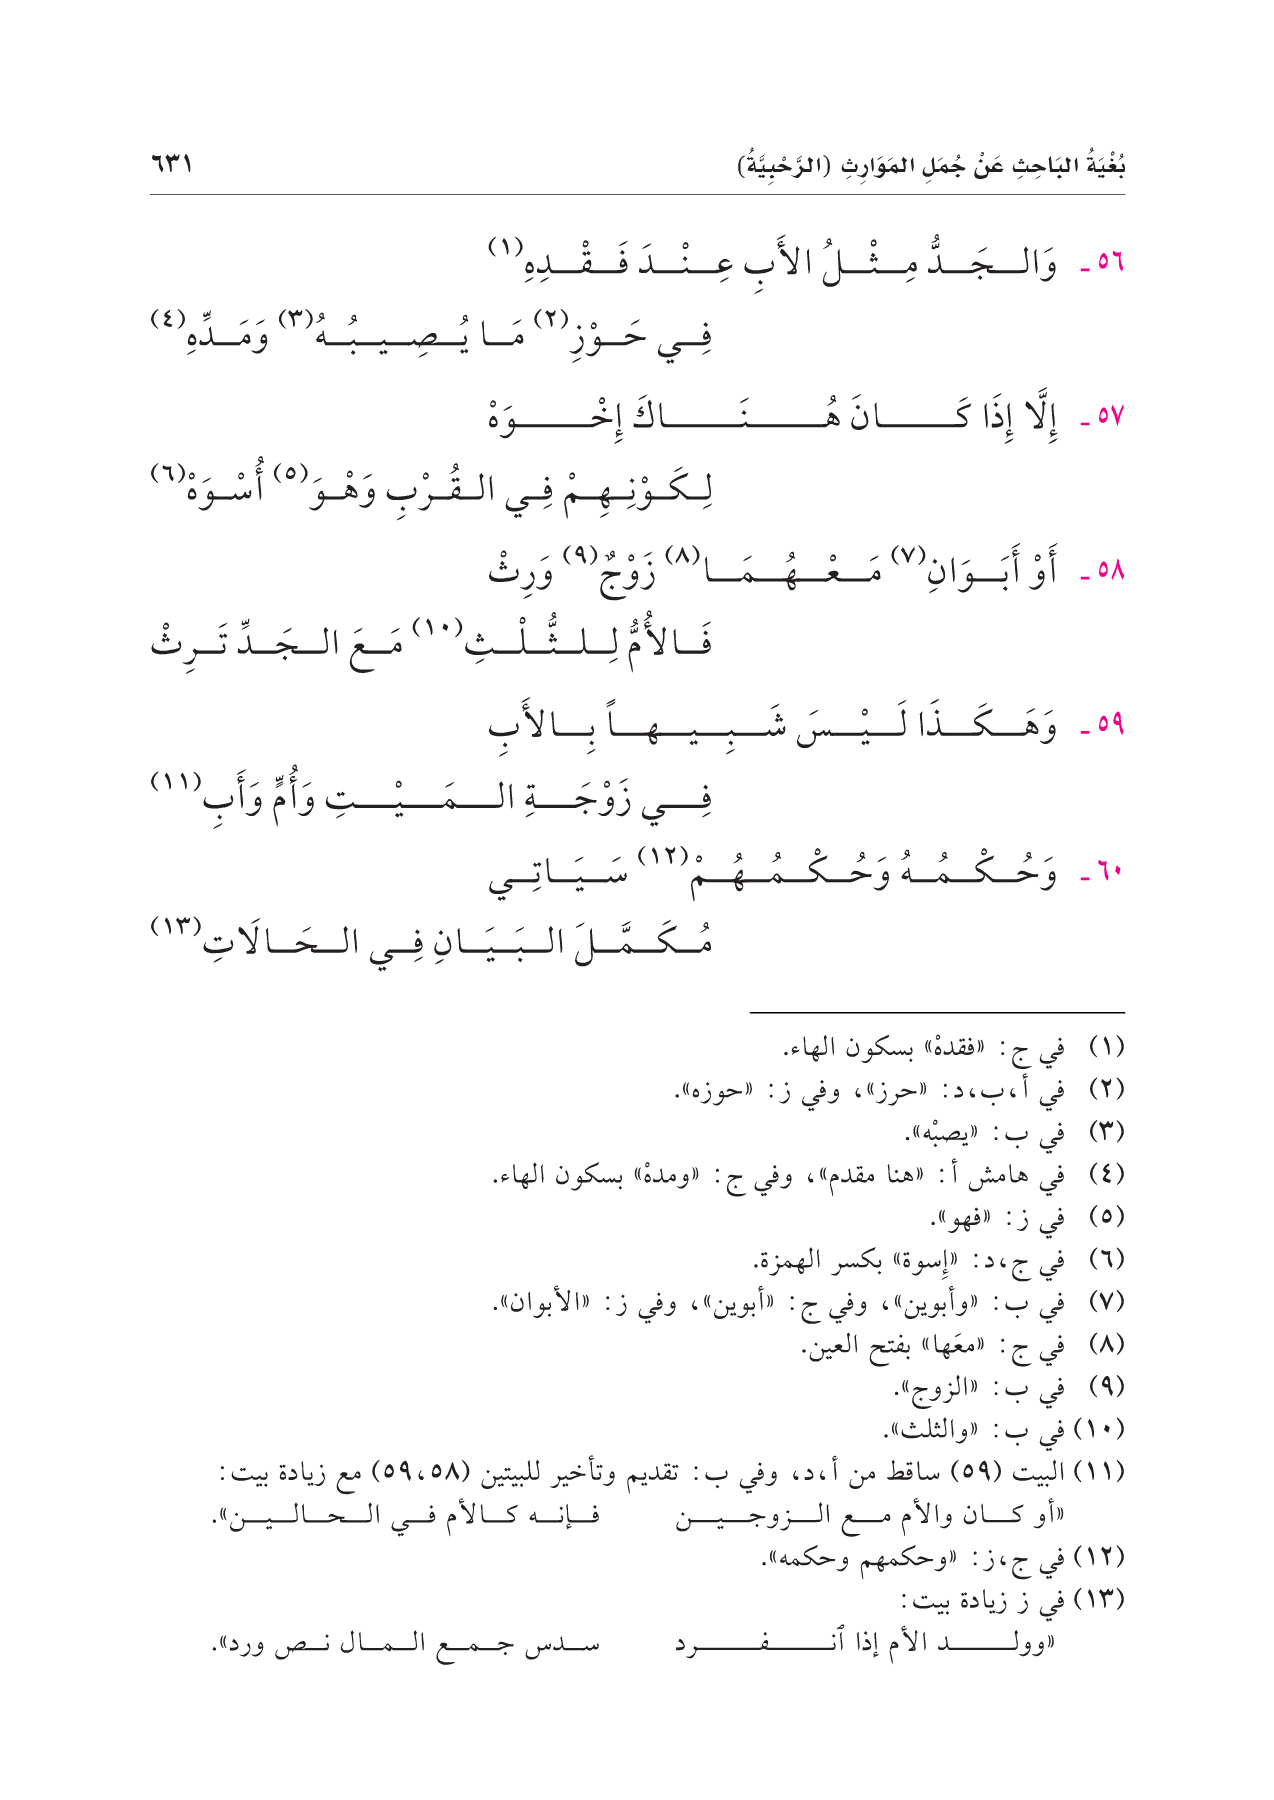 بُغْيَةُ البَاحِثِ عَنْ جُمَلِ المَوَارِثِ (الرَّحْبِيَّةُ) ٦٣١
٥٦ ـ وَالجَدُّ مِثْلُ الأَبِ عِنْدَ فَقْدِهِ(١)
فِي حَوْزِ(٢) مَا يُصِيبُهُ(٣) وَمَدِّهِ(٤)
٥٧ ـ إِلَّا إِذَا كَانَ هُنَاكَ إِخْوَهْ
لِكَوْنِهِمْ فِي القُرْبِ وَهْوَ(٥) أُسْوَهْ(٦)
٥٨ ـ أَوْ أَبَوَانِ(٧) مَعْهُمَا(٨) زَوْجٌ(٩) وَرِثْ
فَالأُمُّ لِلثُّلْثِ(١٠) مَعَ الجَدِّ تَرِثْ
٥٩ ـ وَهَكَذَا لَيْسَ شَبِيهاً بِالأَبِ
فِي زَوْجَةِ المَيْتِ وَأُمٍّ وَأَبِ(١١)
٦٠ ـ وَحُكْمُهُ وَحُكْمُهُمْ(١٢) سَيَاتِي
مُكَمَّلَ البَيَانِ فِي الحَالَاتِ(١٣)
(١) في ج: «فقدهْ» بسكون الهاء.
(٢) في أ،ب،د: «حرز»، وفي ز: «حوزه».
(٣) في ب: «يصبْه».
(٤) في هامش أ: «هنا مقدم»، وفي ج: «ومدهْ» بسكون الهاء.
(٥) في ز: «فهو».
(٦) في ج،د: «إِسوة» بكسر الهمزة.
(٧) في ب: «وأبوين»، وفي ج: «أبوين»، وفي ز: «الأبوان».
(٨) في ج: «معَها» بفتح العين.
(٩) في ب: «الزوج».
(١٠) في ب: «والثلث».
(١١) البيت (٥٩) ساقط من أ،د، وفي ب: تقديم وتأخير للبيتين (٥٨،٥٩) مع زيادة بيت:
«أو كان والأم مع الزوجين فإنه كالأم في الحالين».
(١٢) في ج،ز: «وحكمهم وحكمه».
(١٣) في ز زيادة بيت:
«وولد الأم إذا ٱنفرد سدس جمع المال نص ورد».